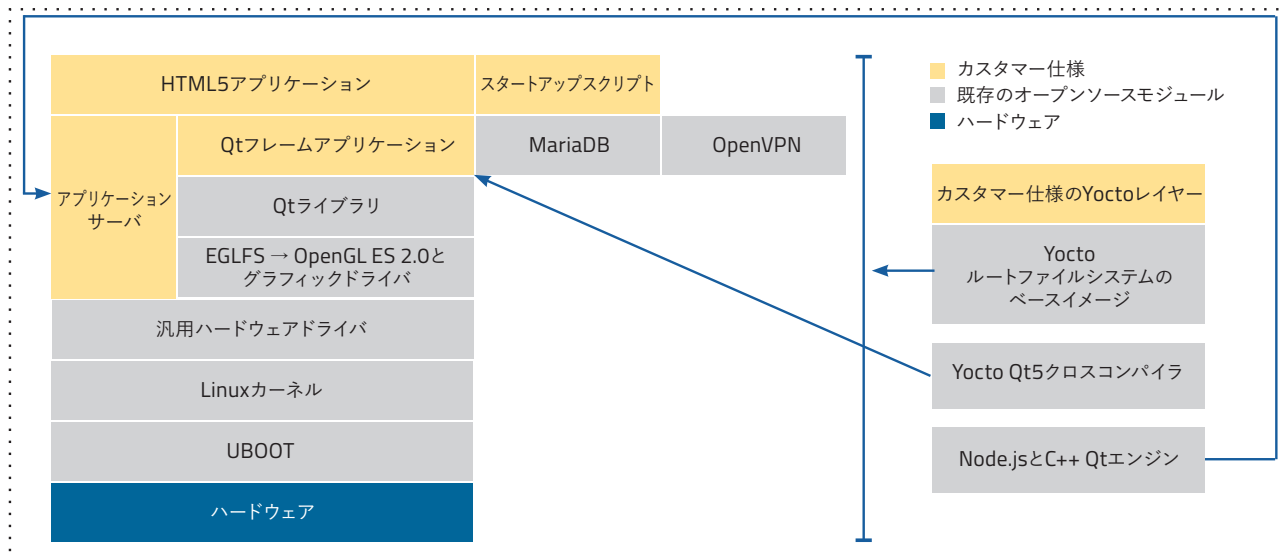 HTML5アプリケーション
スタートアップスクリプト
アプリケーション
サーバ
Qtフレームアプリケーション
MariaDB
OpenVPN
Qtライブラリ
EGLFS → OpenGL ES 2.0と
グラフィックドライバ
汎用ハードウェアドライバ
Linuxカーネル
UBOOT
ハードウェア
カスタマー仕様
既存のオープンソースモジュール
ハードウェア
カスタマー仕様のYoctoレイヤー
Yocto
ルートファイルシステムの
ベースイメージ
Yocto Qt5クロスコンパイラ
Node.jsとC++ Qtエンジン